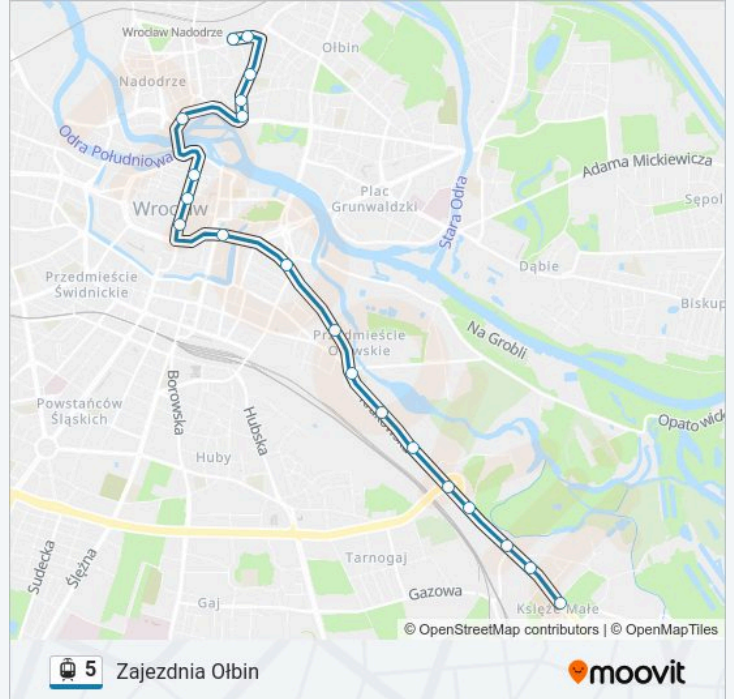 Wrocław Nadodrze
Ołbin
Nadodrze
Odra Południowa
Adama Mickiewicza
Plac
Grunwaldzki
Sępol
Wrocław
Stara Odra
Dąbie
Przedmieście
Świdnickie
Biskup
Przedmieście
Oławskie
Na Grobli
Borowska
Hubska
Powstańców
Śląskich
Opatowick
Huby
Sudecka
Ślężna
Tarnogaj
Gaj
Gazowa
Księże Małe
© OpenStreetMap contributors | © OpenMapTiles
5 Zajezdnia Ołbin
moovit